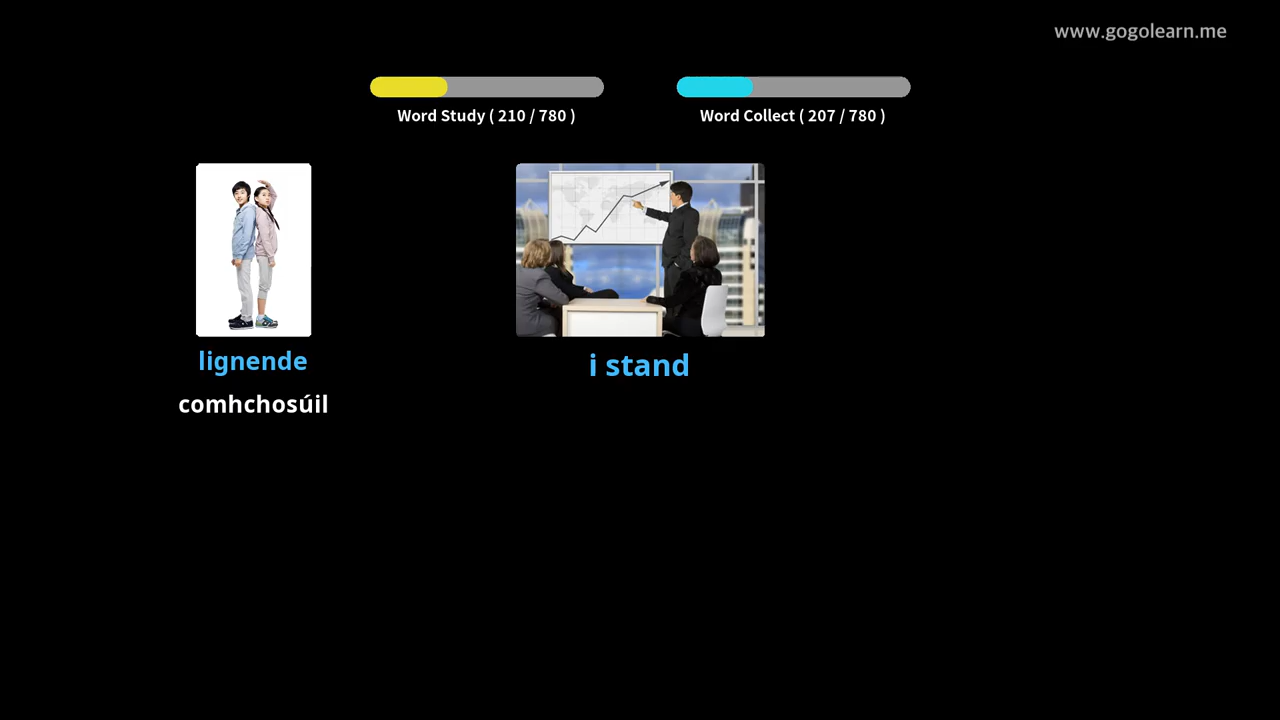 www.gogolearn.me
Word Study ( 210 / 780 )
Word Collect ( 207 / 780 )
lignende
comhchosúil
i stand